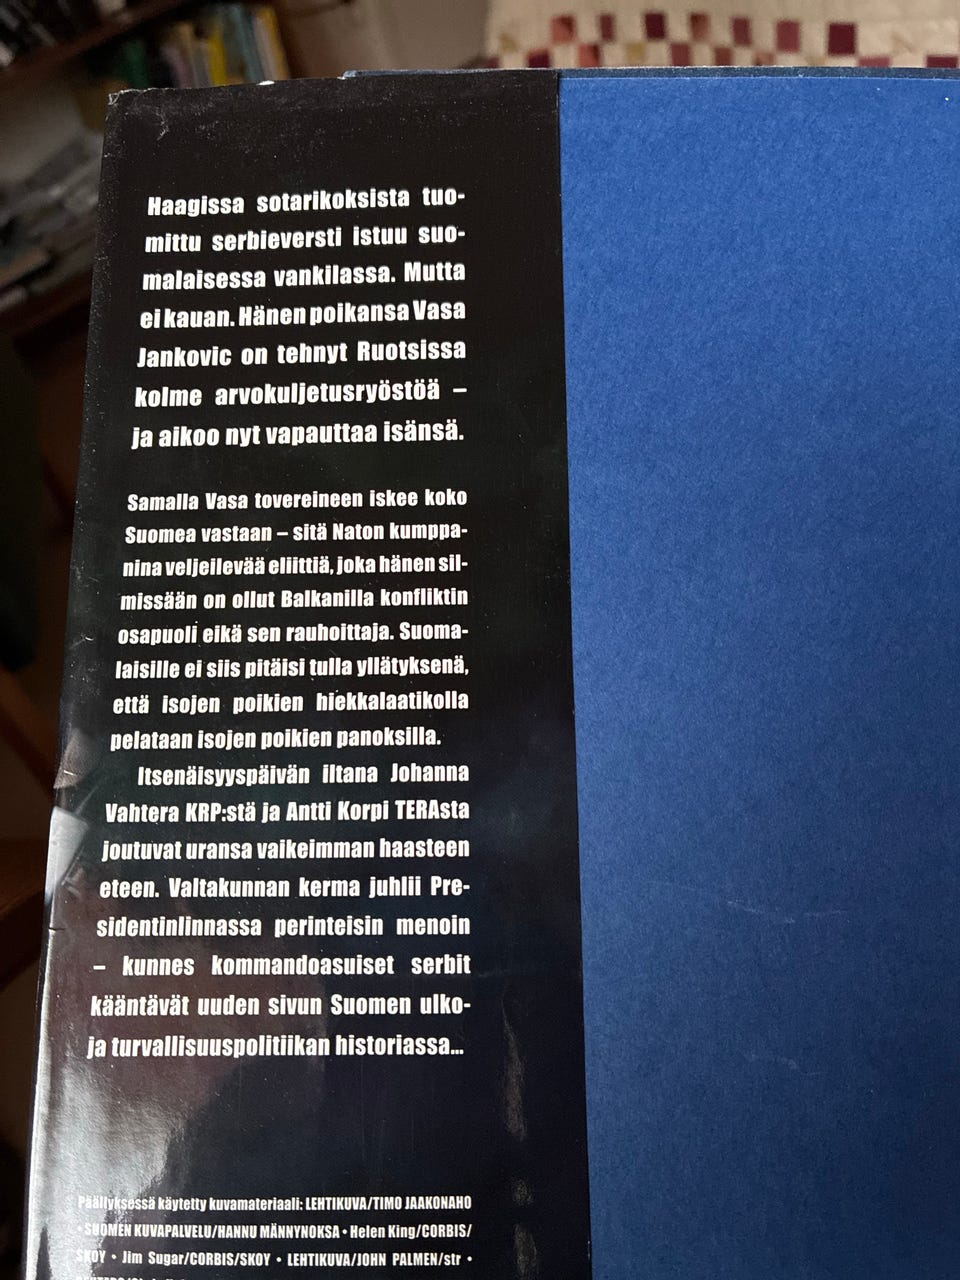 Haagissa sotarikoksista tuo-
mittu serbieversti istuu suo-
malaisessa vankilassa. Mutta
ei kauan. Hänen poikansa Vasa
Jankovic on tehnyt Ruotsissa
kolme arvokuljetusryöstöä –
ja aikoo nyt vapauttaa isänsä.
Samalla Vasa tovereineen iskee koko
Suomea vastaan – sitä Naton kumppa-
nina veljeilevää eliittiä, joka hänen sil-
missään on ollut Balkanilla konfliktin
osapuoli eikä sen rauhoittaja. Suoma-
laisille ei siis pitäisi tulla yllätyksenä,
että isojen poikien hiekkalaatikolla
pelataan isojen poikien panoksilla.
Itsenäisyyspäivän iltana Johanna
Vahtera KRP:stä ja Antti Korpi TERAsta
joutuvat uransa vaikeimman haasteen
eteen. Valtakunnan kerma juhlii Pre-
sidentinlinnassa perinteisin menoin
– kunnes kommandoasuiset serbit
kääntävät uuden sivun Suomen ulko-
ja turvallisuuspolitiikan historiassa...
Päällyksessä käytetty kuvamateriaali: LEHTIKUVA/TIMO JAAKONAHO
• SUOMEN KUVAPALVELU/HANNU MÄNNYNOKSA • Helen King/CORBIS/
SKOY • Jim Sugar/CORBIS/SKOY • LEHTIKUVA/JOHN PALMEN/str •